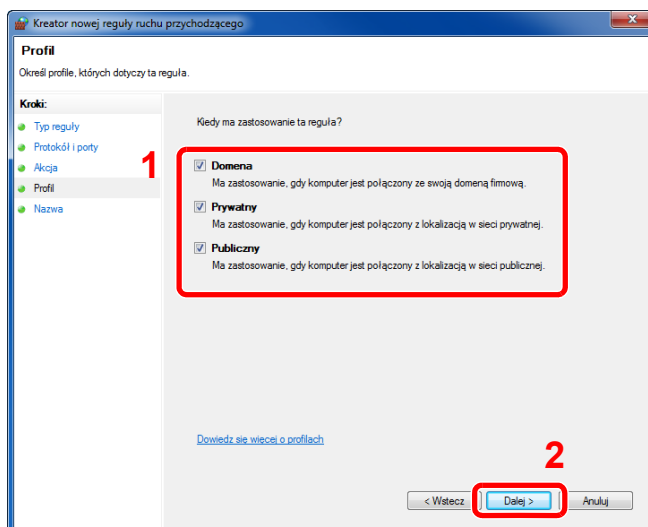 Kreator nowej reguły ruchu przychodzącego
Profil
Określ profile, których dotyczy ta reguła.
Kroki:
Typ reguły
Protokół i porty
Akcja
Profil
Nazwa
Kiedy ma zastosowanie ta reguła?
1
Domena
Ma zastosowanie, gdy komputer jest połączony ze swoją domeną firmową.
Prywatny
Ma zastosowanie, gdy komputer jest połączony z lokalizacją w sieci prywatnej.
Publiczny
Ma zastosowanie, gdy komputer jest połączony z lokalizacją w sieci publicznej.
Dowiedz się więcej o profilach
2
< Wstecz
Dalej >
Anuluj